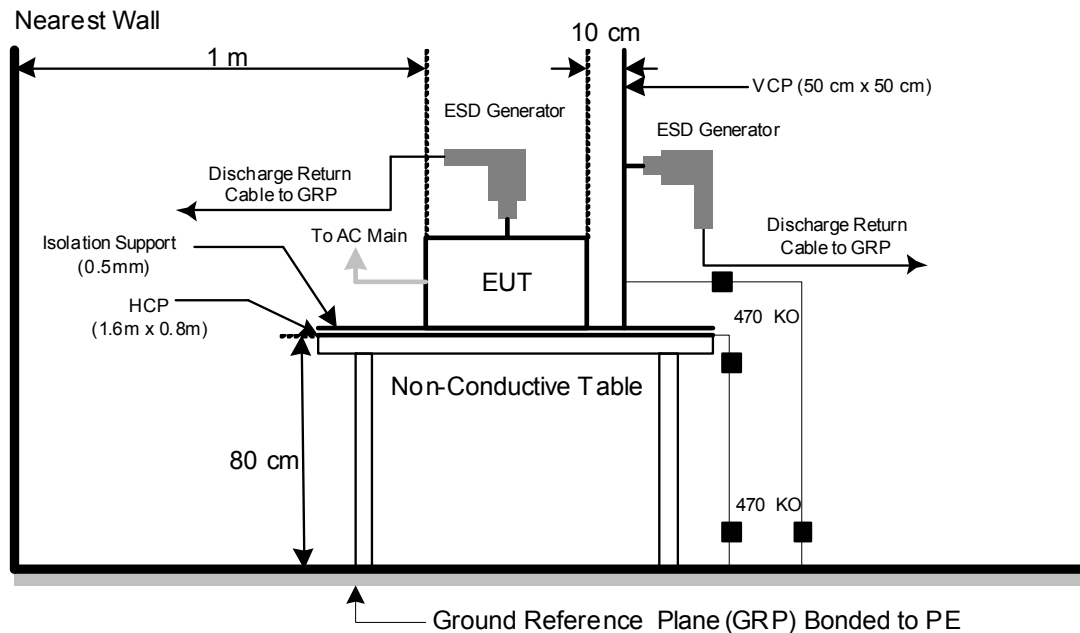 Nearest Wall
10 cm
1 m
VCP (50 cm x 50 cm)
ESD Generator
ESD Generator
Discharge Return
Cable to GRP
To AC Main
Discharge Return
Cable to GRP
Isolation Support
(0.5mm)
EUT
HCP
(1.6m x 0.8m)
470 KO
Non-Conductive Table
80 cm
470 KO
Ground Reference Plane (GRP) Bonded to PE